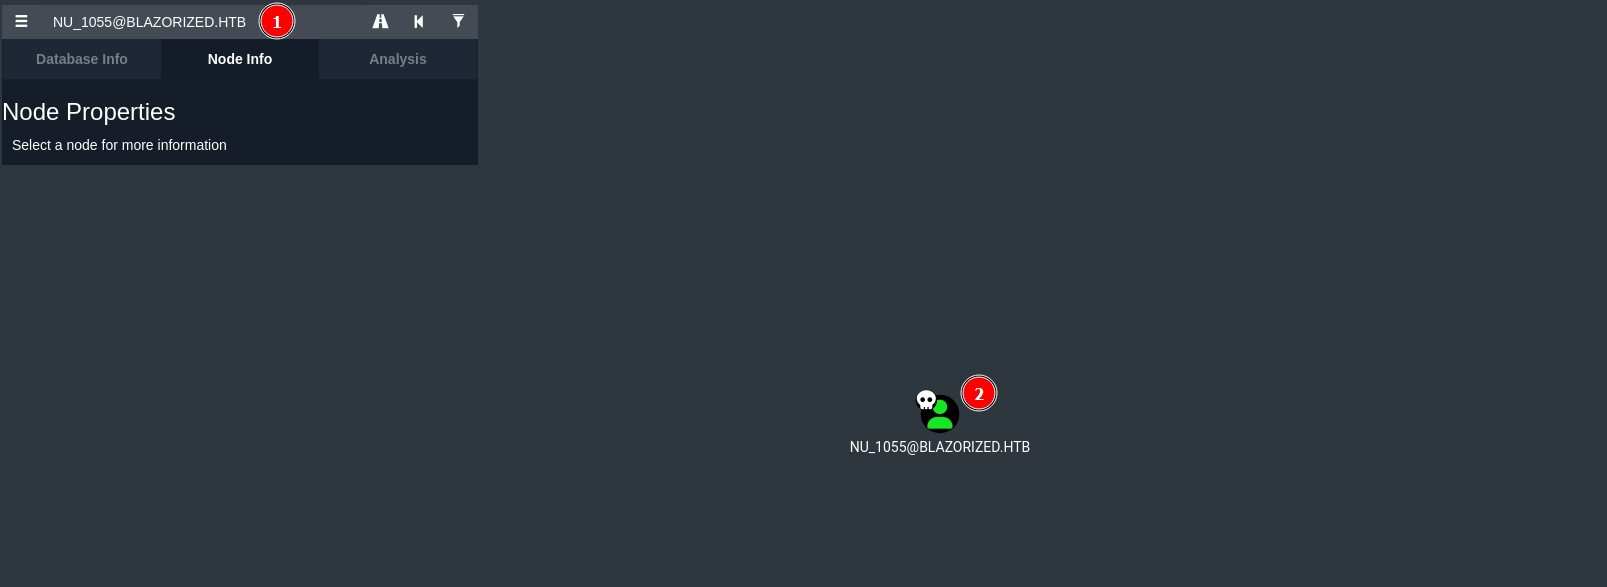 NU_1055@BLAZORIZED.HTB 1
Database Info Node Info Analysis
Node Properties
Select a node for more information
2
NU_1055@BLAZORIZED.HTB